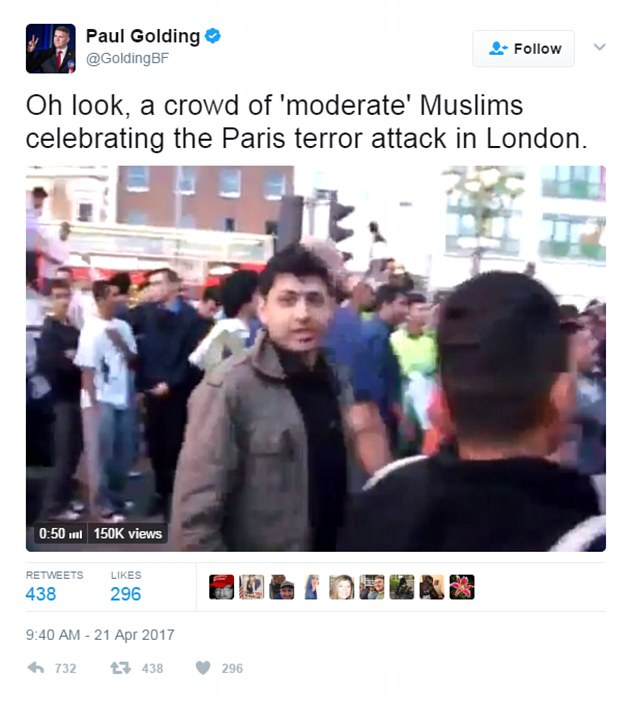 Paul Golding
@GoldingBF
Follow
Oh look, a crowd of 'moderate' Muslims
celebrating the Paris terror attack in London.
0:50 150K views
RETWEETS LIKES
438 296
9:40 AM - 21 Apr 2017
732 438 296